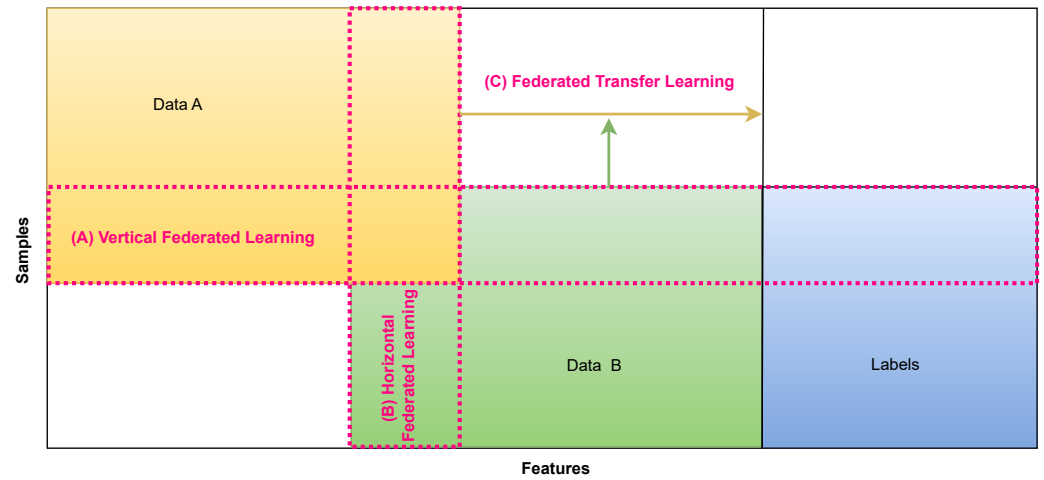 (C) Federated Transfer Learning
Data A
Samples
(A) Vertical Federated Learning
(B) Horizontal
Federated Learning
Data B
Labels
Features